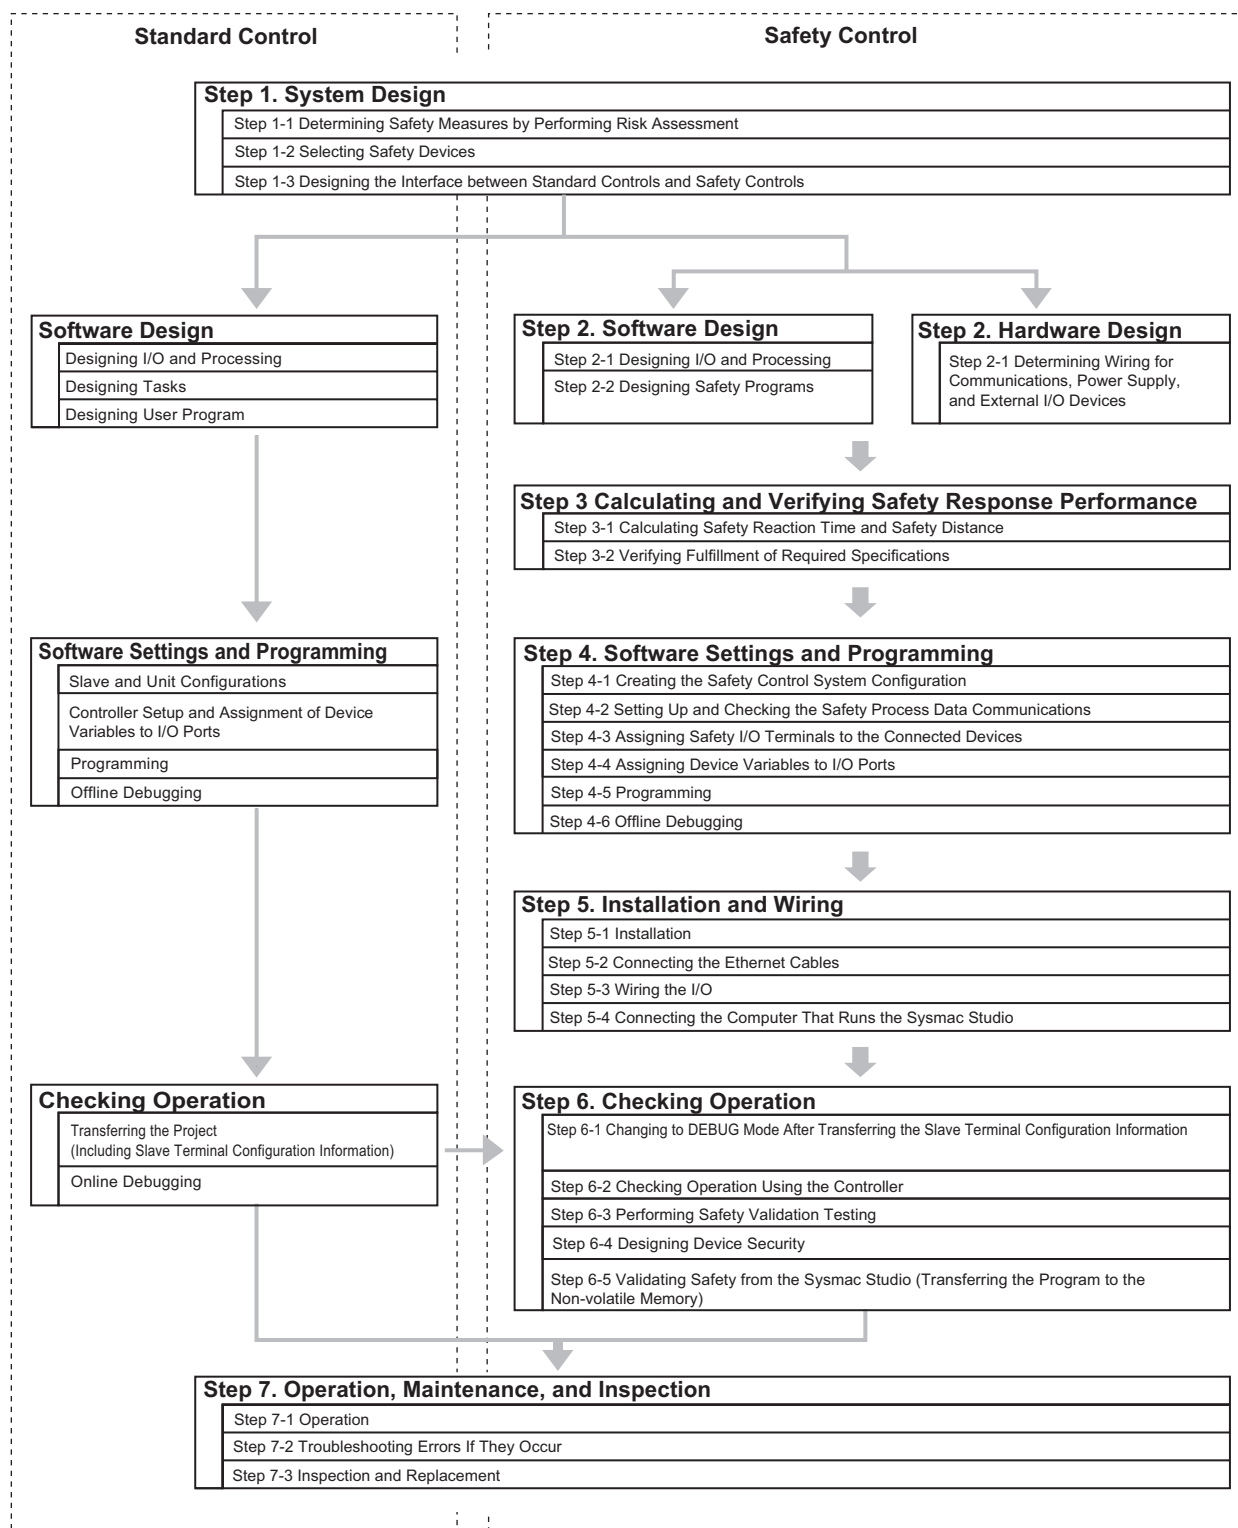 Standard Control
Safety Control
Step 1. System Design
Step 1-1 Determining Safety Measures by Performing Risk Assessment
Step 1-2 Selecting Safety Devices
Step 1-3 Designing the Interface between Standard Controls and Safety Controls
Software Design
Designing I/O and Processing
Designing Tasks
Designing User Program
Step 2. Software Design
Step 2-1 Designing I/O and Processing
Step 2-2 Designing Safety Programs
Step 2. Hardware Design
Step 2-1 Determining Wiring for
Communications, Power Supply,
and External I/O Devices
Step 3 Calculating and Verifying Safety Response Performance
Step 3-1 Calculating Safety Reaction Time and Safety Distance
Step 3-2 Verifying Fulfillment of Required Specifications
Software Settings and Programming
Slave and Unit Configurations
Controller Setup and Assignment of Device
Variables to I/O Ports
Programming
Offline Debugging
Step 4. Software Settings and Programming
Step 4-1 Creating the Safety Control System Configuration
Step 4-2 Setting Up and Checking the Safety Process Data Communications
Step 4-3 Assigning Safety I/O Terminals to the Connected Devices
Step 4-4 Assigning Device Variables to I/O Ports
Step 4-5 Programming
Step 4-6 Offline Debugging
Step 5. Installation and Wiring
Step 5-1 Installation
Step 5-2 Connecting the Ethernet Cables
Step 5-3 Wiring the I/O
Step 5-4 Connecting the Computer That Runs the Sysmac Studio
Checking Operation
Transferring the Project
(Including Slave Terminal Configuration Information)
Online Debugging
Step 6. Checking Operation
Step 6-1 Changing to DEBUG Mode After Transferring the Slave Terminal Configuration Information
Step 6-2 Checking Operation Using the Controller
Step 6-3 Performing Safety Validation Testing
Step 6-4 Designing Device Security
Step 6-5 Validating Safety from the Sysmac Studio (Transferring the Program to the
Non-volatile Memory)
Step 7. Operation, Maintenance, and Inspection
Step 7-1 Operation
Step 7-2 Troubleshooting Errors If They Occur
Step 7-3 Inspection and Replacement